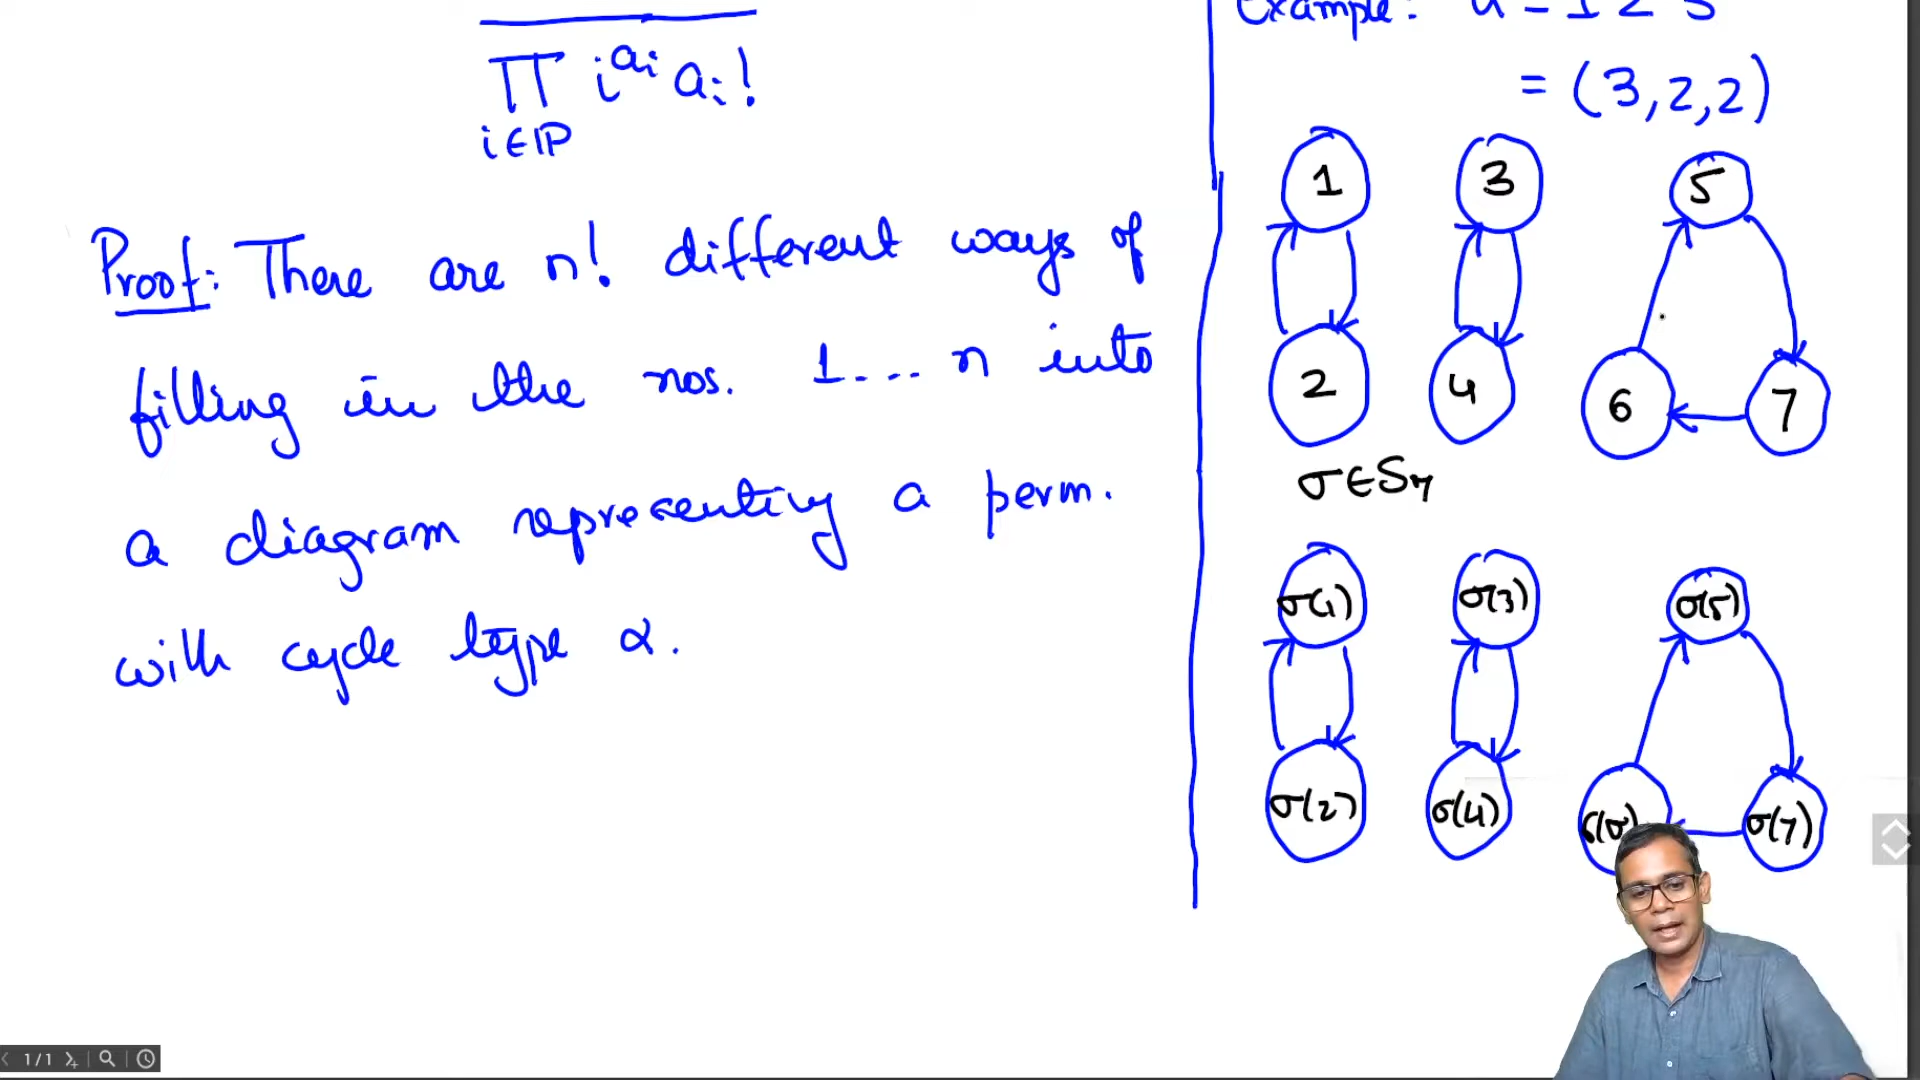 ∏ i^{a_i} a_i!
i∈ℙ
Proof: There are n! different ways of
filling in the nos. 1...n into
a diagram representing a perm.
with cycle type α.
Example:
= (3,2,2)
1 3 5
2 4 6 7
σ∈S₇
σ(1) σ(3) σ(5)
σ(2) σ(4) σ(7)
1/1